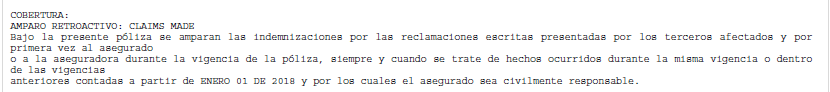 COBERTURA:
AMPARO RETROACTIVO: CLAIMS MADE
Bajo la presente póliza se amparan las indemnizaciones por las reclamaciones escritas presentadas por los terceros afectados y por
primera vez al asegurado
o a la aseguradora durante la vigencia de la póliza, siempre y cuando se trate de hechos ocurridos durante la misma vigencia o dentro
de las vigencias
anteriores contadas a partir de ENERO 01 DE 2018 y por los cuales el asegurado sea civilmente responsable.